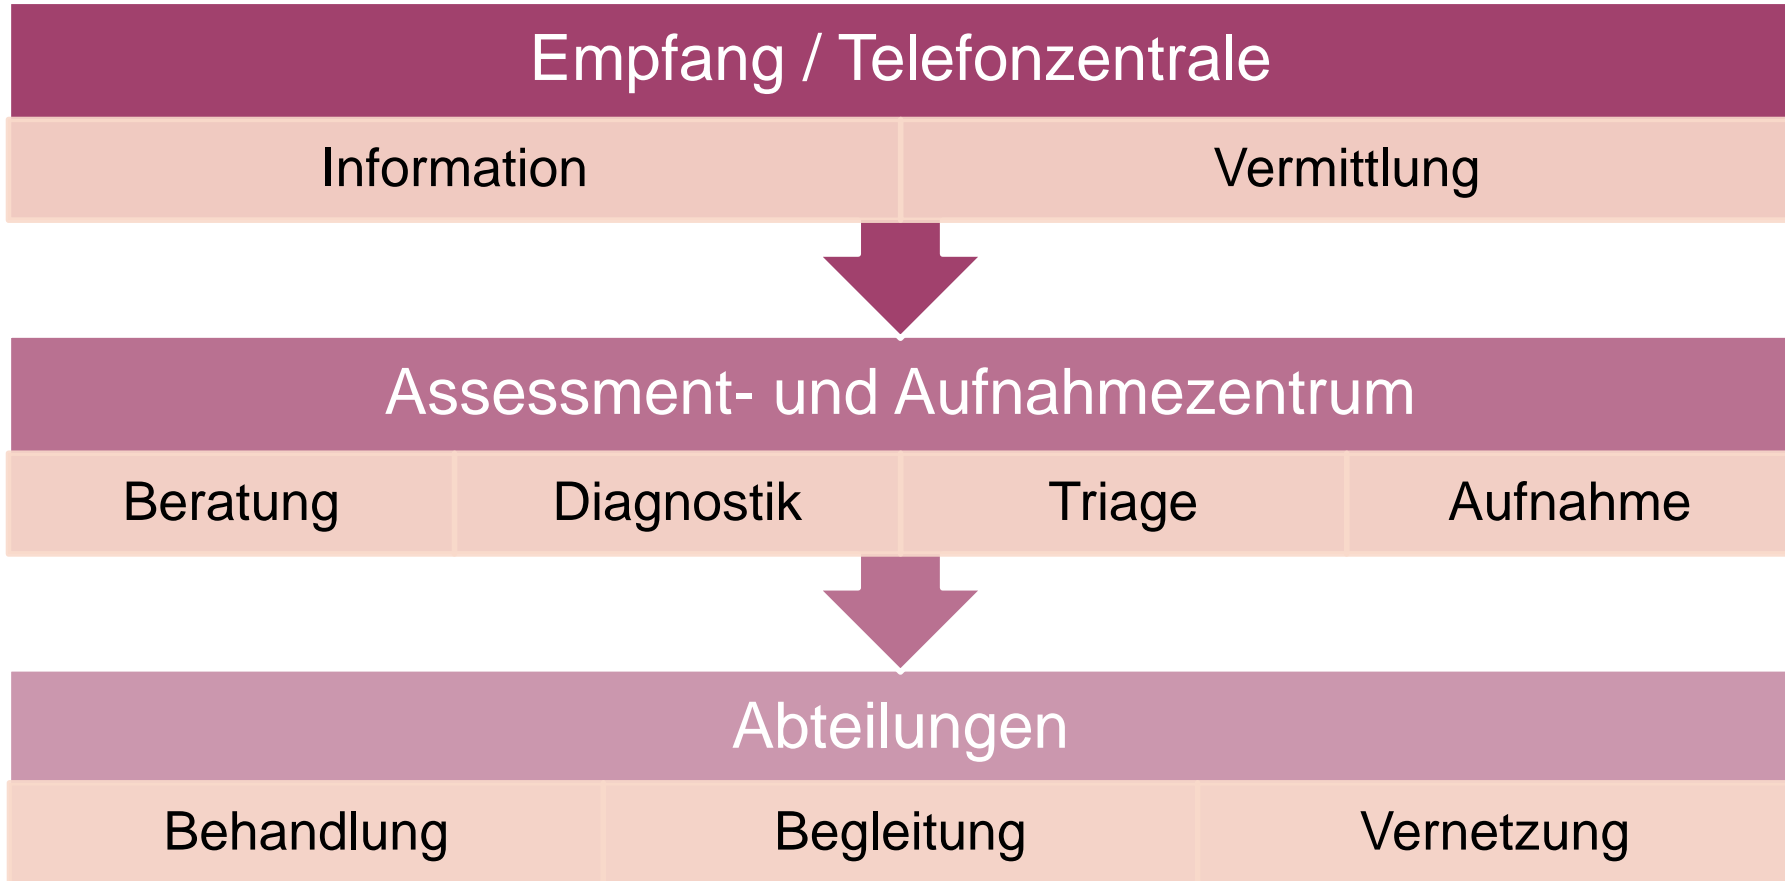 Empfang / Telefonzentrale
Information Vermittlung
Assessment- und Aufnahmezentrum
Beratung Diagnostik Triage Aufnahme
Abteilungen
Behandlung Begleitung Vernetzung